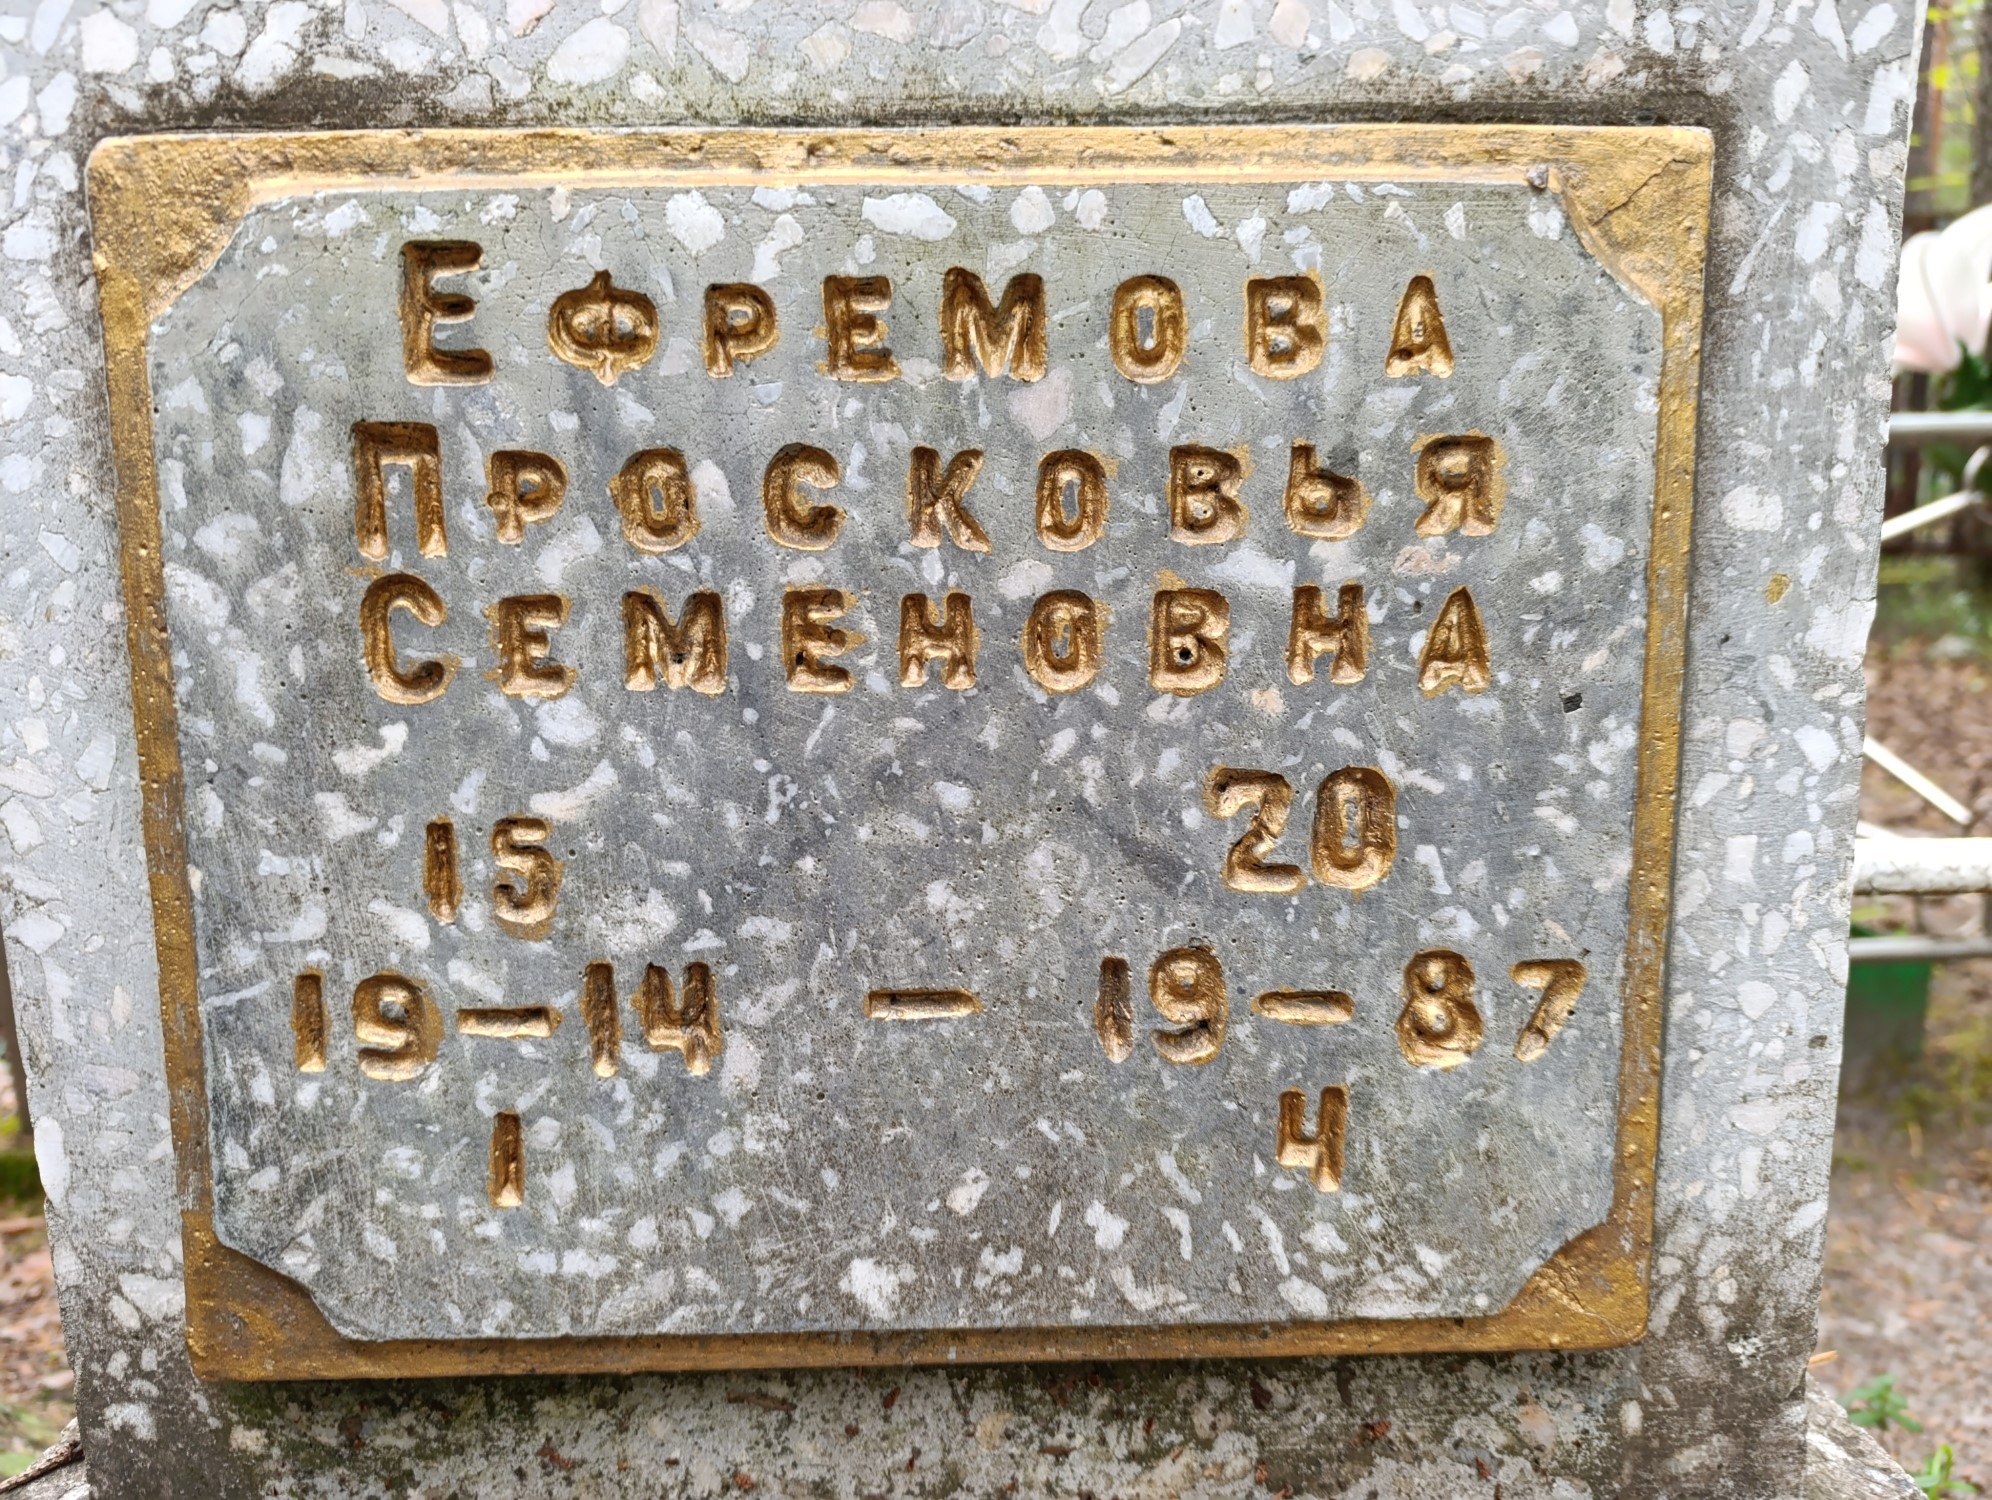 ЕФРЕМОВА
ПРОСКОВЬЯ
СЕМЕНОВНА
15 20
19—14 — 19—87
1 4